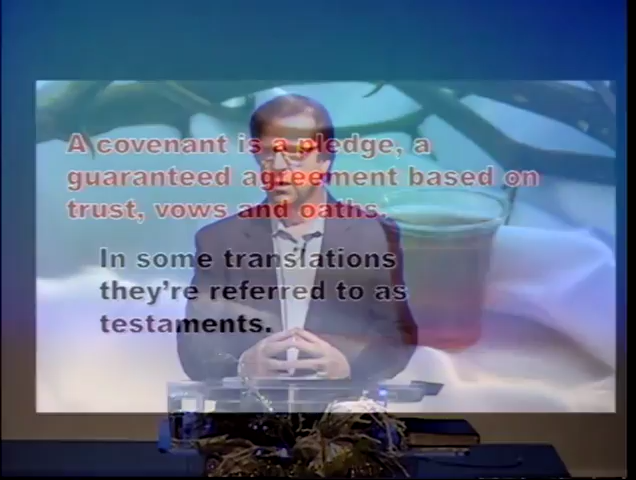 A covenant is a pledge, a
guaranteed agreement based on
trust, vows and oaths.
In some translations
they're referred to as
testaments.